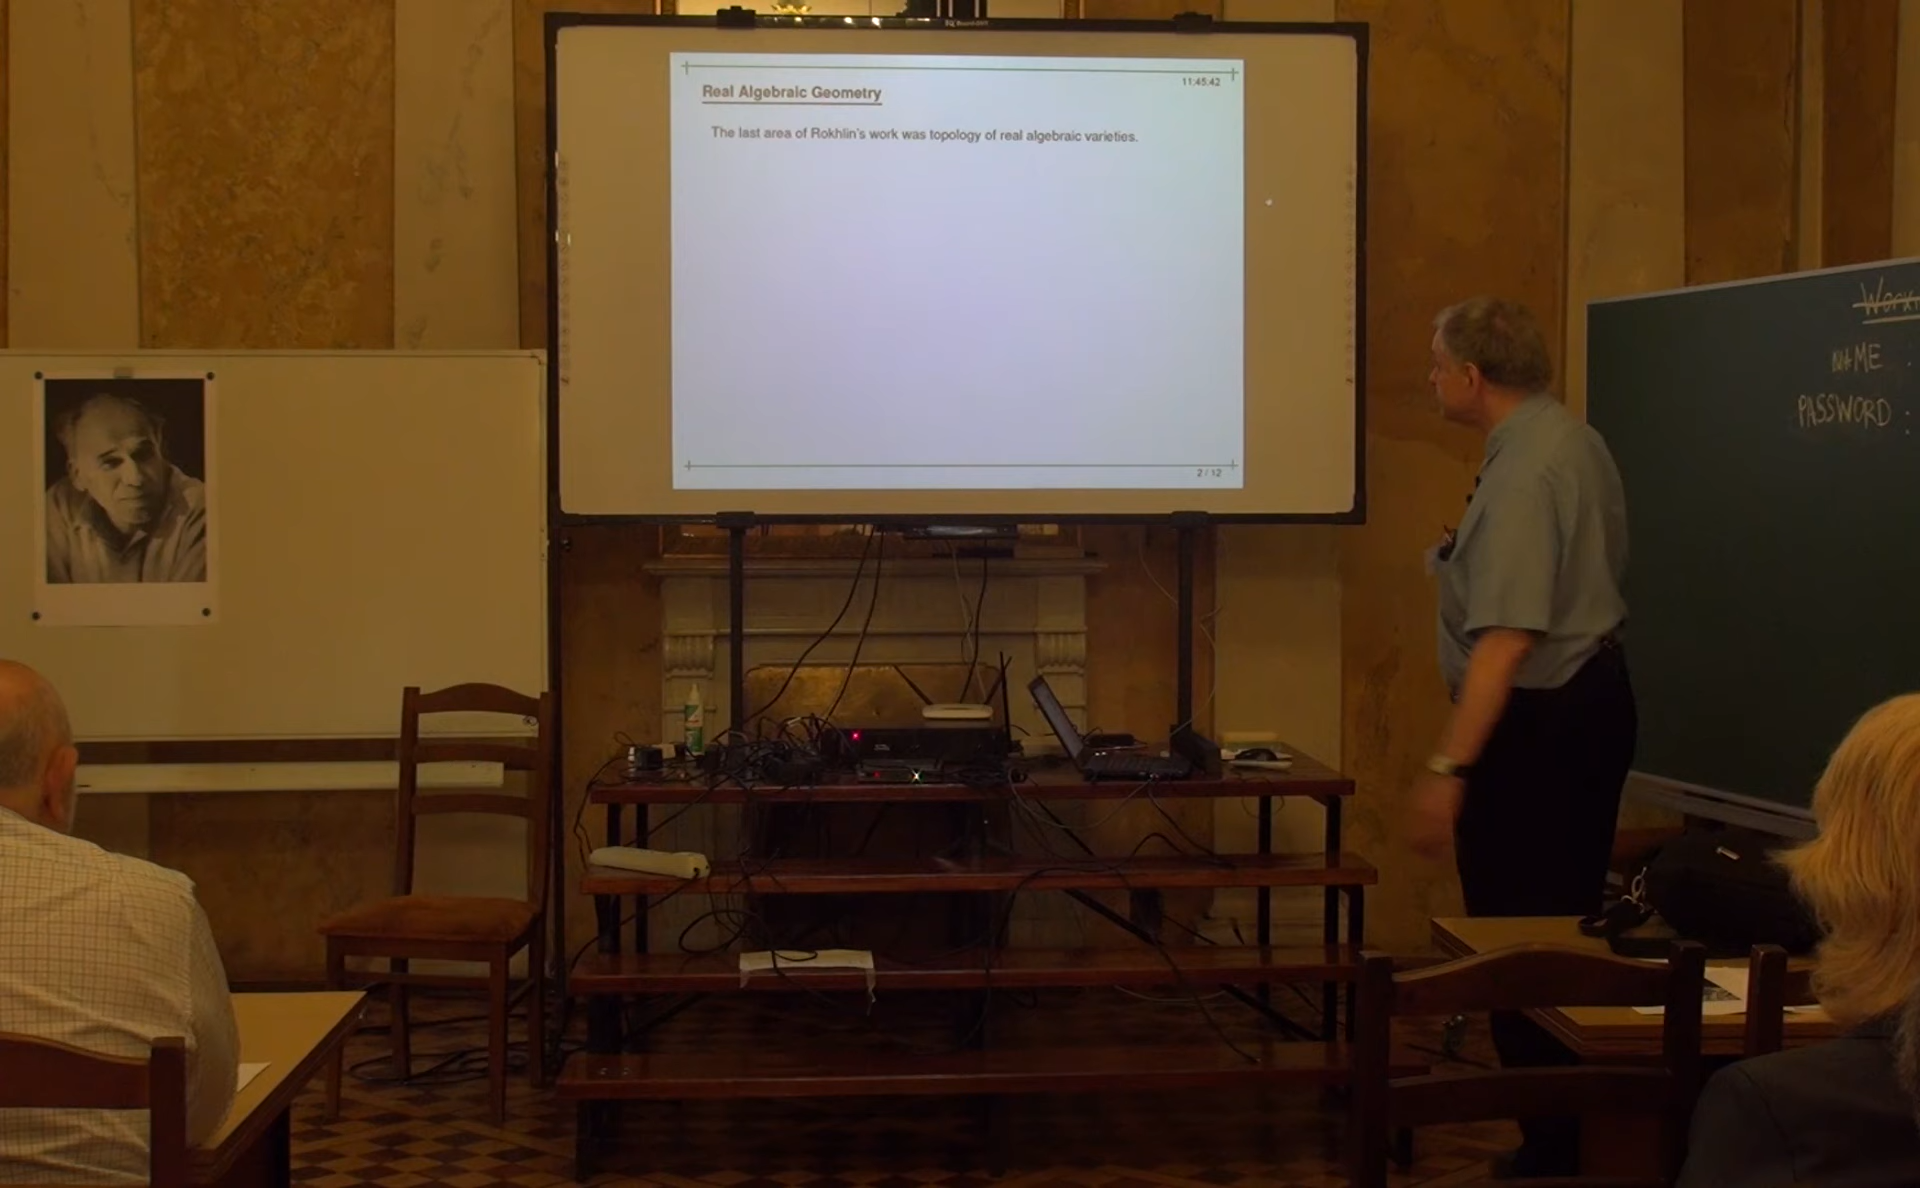 11:45:42
Real Algebraic Geometry
The last area of Rokhlin's work was topology of real algebraic varieties.
2 / 12
NAME :
PASSWORD :